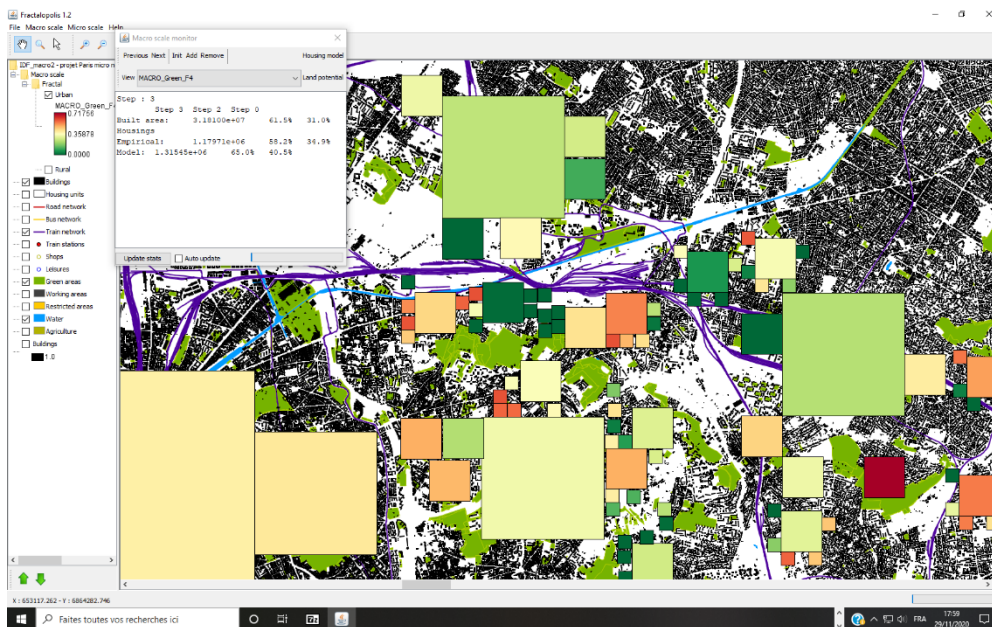 Fractalopolis 1.2
File Macro scale Micro scale Help
Macro scale monitor
Previous Next Init Add Remove Housing model
View MACRO_Green_F4 Land potential
Step : 3
Step 3 Step 2 Step 0
Built area: 3.18100e+07 61.5% 31.0%
Housings
Empirical: 1.17971e+06 58.2% 34.9%
Model: 1.31545e+06 65.0% 40.5%
Update stats Auto update
IDF_macro2 - projet Paris micro n
Macro scale
Fractal
Urban
MACRO_Green_F4
0.71756
0.35878
0.0000
Rural
Buildings
Housing units
Road network
Bus network
Train network
Train stations
Shops
Leisures
Green areas
Working areas
Restricted areas
Water
Agriculture
Buildings
1.0
X : 653117.262 - Y : 6864282.746
Faites toutes vos recherches ici
FRA
17:59
29/11/2020